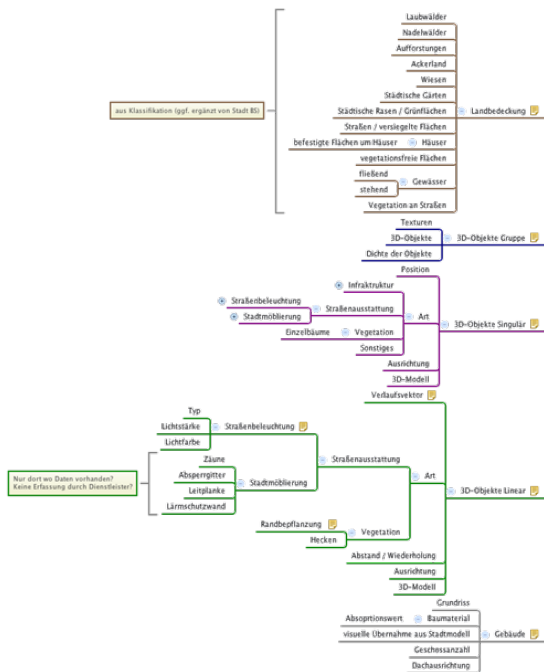 Laubwälder
Nadelwälder
Aufforstungen
Ackerland
Wiesen
Städtische Gärten
aus Klassifikation (ggf. ergänzt von Stadt BS)
Städtische Rasen / Grünflächen
Landbedeckung
Straßen / versiegelte Flächen
befestigte Flächen um Häuser
Häuser
vegetationsfreie Flächen
fließend
Gewässer
stehend
Vegetation an Straßen
Texturen
3D-Objekte
3D-Objekte Gruppe
Dichte der Objekte
Position
Infraktruktur
Straßenbeleuchtung
Straßenausstattung
Stadtmöblierung
Art
3D-Objekte Singulär
Einzelbäume
Vegetation
Sonstiges
Ausrichtung
3D-Modell
Verlaufsvektor
Typ
Lichtstärke
Straßenbeleuchtung
Lichtfarbe
Zäune
Straßenausstattung
Nur dort wo Daten vorhanden?
Keine Erfassung durch Dienstleister?
Absperrgitter
Stadtmöblierung
Art
Leitplanke
3D-Objekte Linear
Lärmschutzwand
Randbepflanzung
Vegetation
Hecken
Abstand / Wiederholung
Ausrichtung
3D-Modell
Grundriss
Absoprtionswert
Baumaterial
visuelle Übernahme aus Stadtmodell
Gebäude
Geschossanzahl
Dachausrichtung